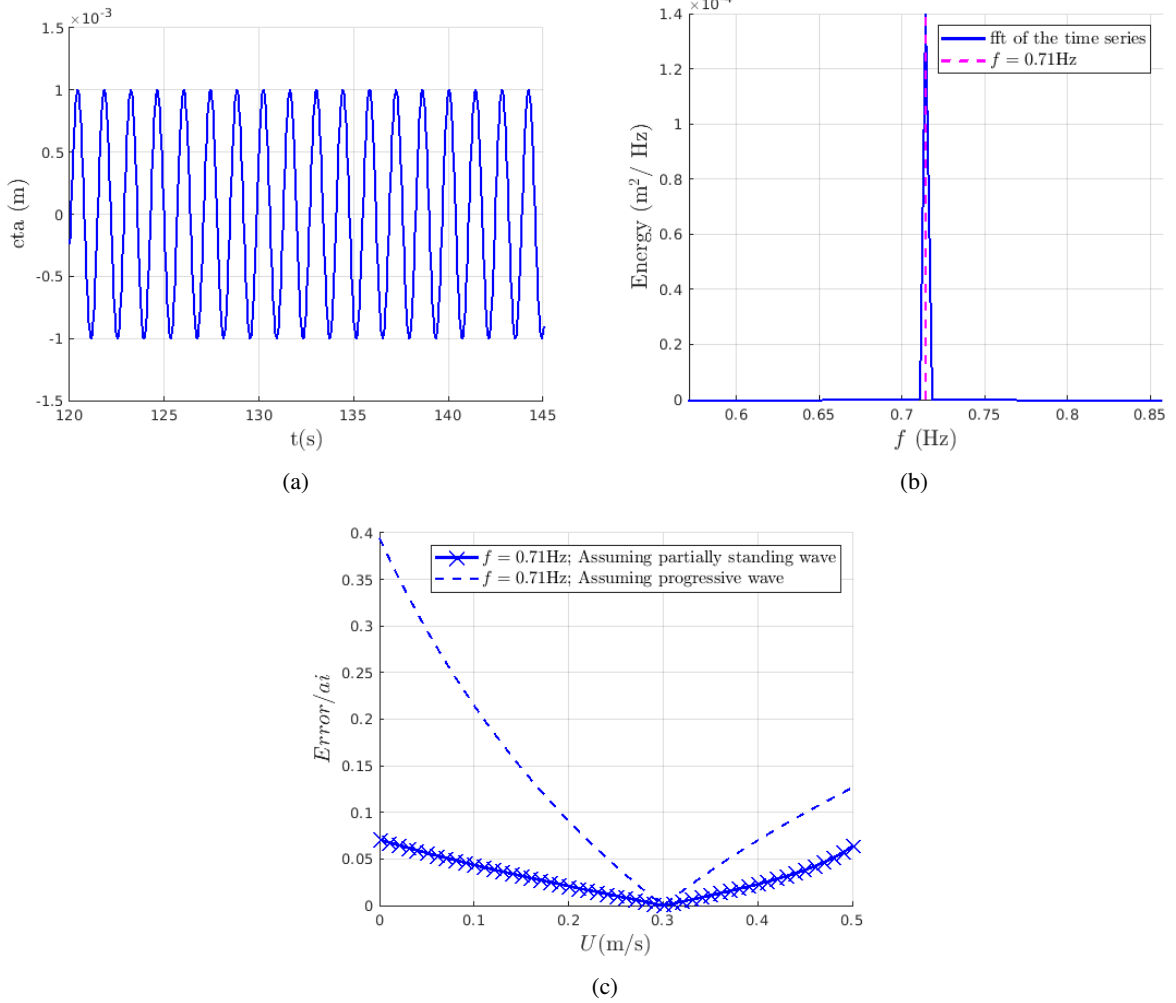 ×10⁻³
1.5
1
0.5
0
-0.5
-1
-1.5
120 125 130 135 140 145
t(s)
(a)
1.4
1.2
1
0.8
0.6
0.4
0.2
0
Energy (m²/ Hz)
fft of the time series
f = 0.71Hz
0.6 0.65 0.7 0.75 0.8 0.85
f (Hz)
(b)
0.4
0.35
0.3
0.25
0.2
0.15
0.1
0.05
0
Error/ai
f = 0.71Hz; Assuming partially standing wave
f = 0.71Hz; Assuming progressive wave
0 0.1 0.2 0.3 0.4 0.5
U(m/s)
(c)